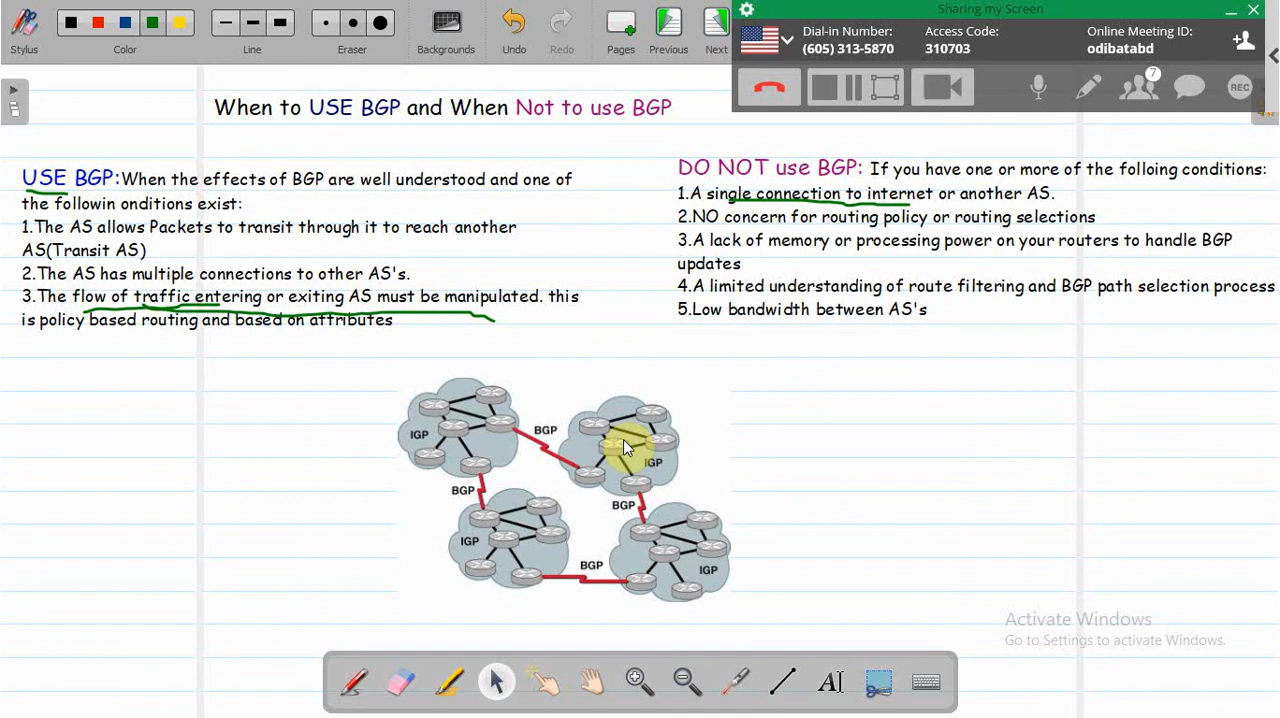 Sharing my Screen
Dial-in Number:
(605) 313-5870
Access Code:
310703
Online Meeting ID:
odibatabd
7
REC
Stylus
Color
Line
Eraser
Backgrounds
Undo
Redo
Pages
Previous
Next
When to USE BGP and When Not to use BGP
USE BGP:When the effects of BGP are well understood and one of
the followin onditions exist:
1.The AS allows Packets to transit through it to reach another
AS(Transit AS)
2.The AS has multiple connections to other AS's.
3.The flow of traffic entering or exiting AS must be manipulated. this
is policy based routing and based on attributes
DO NOT use BGP: If you have one or more of the folloing conditions:
1.A single connection to internet or another AS.
2.NO concern for routing policy or routing selections
3.A lack of memory or processing power on your routers to handle BGP
updates
4.A limited understanding of route filtering and BGP path selection process
5.Low bandwidth between AS's
IGP
BGP
IGP
BGP
BGP
IGP
BGP
IGP
Activate Windows
Go to Settings to activate Windows.
A